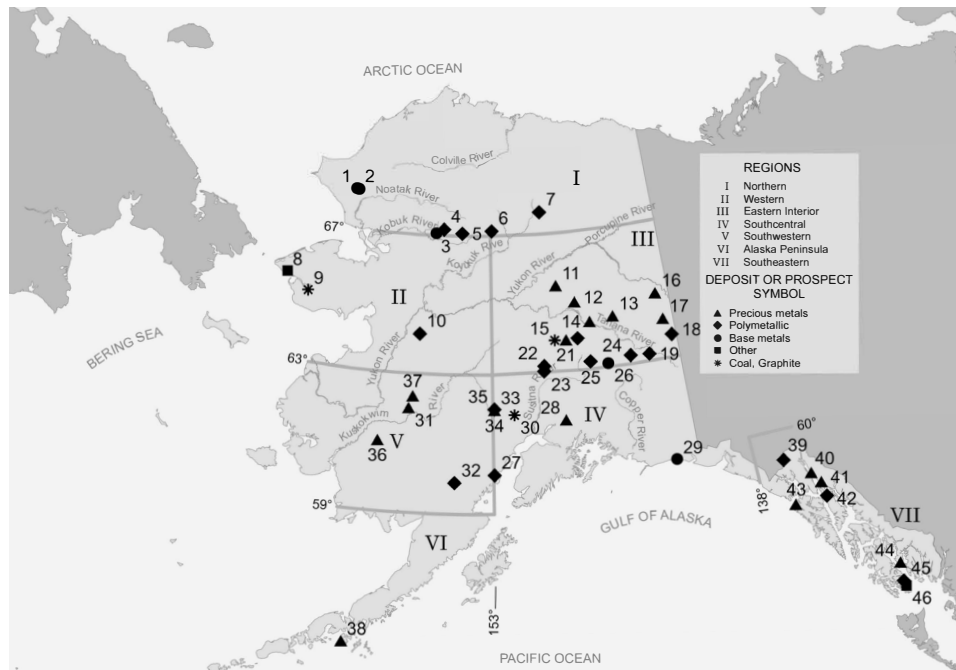 ARCTIC OCEAN
Colville River
I
1
2
Noatak River
7
67°
Kobuk River
4
6
3
5
Koyukuk River
Porcupine River
III
REGIONS
I Northern
II Western
III Eastern Interior
IV Southcentral
V Southwestern
VI Alaska Peninsula
VII Southeastern
DEPOSIT OR PROSPECT
SYMBOL
Precious metals
Polymetallic
Base metals
Other
Coal, Graphite
8
9
II
Yukon River
11
12
13
16
17
18
BERING SEA
10
15
14
Tanana River
63°
Yukon River
22
21
24
19
23
25
26
Susitna River
37
35
33
28
IV
Copper River
31
34
30
Kuskokwim River
36
V
29
60°
39
40
41
42
43
138°
32
27
59°
GULF OF ALASKA
VII
VI
44
45
46
153°
38
PACIFIC OCEAN